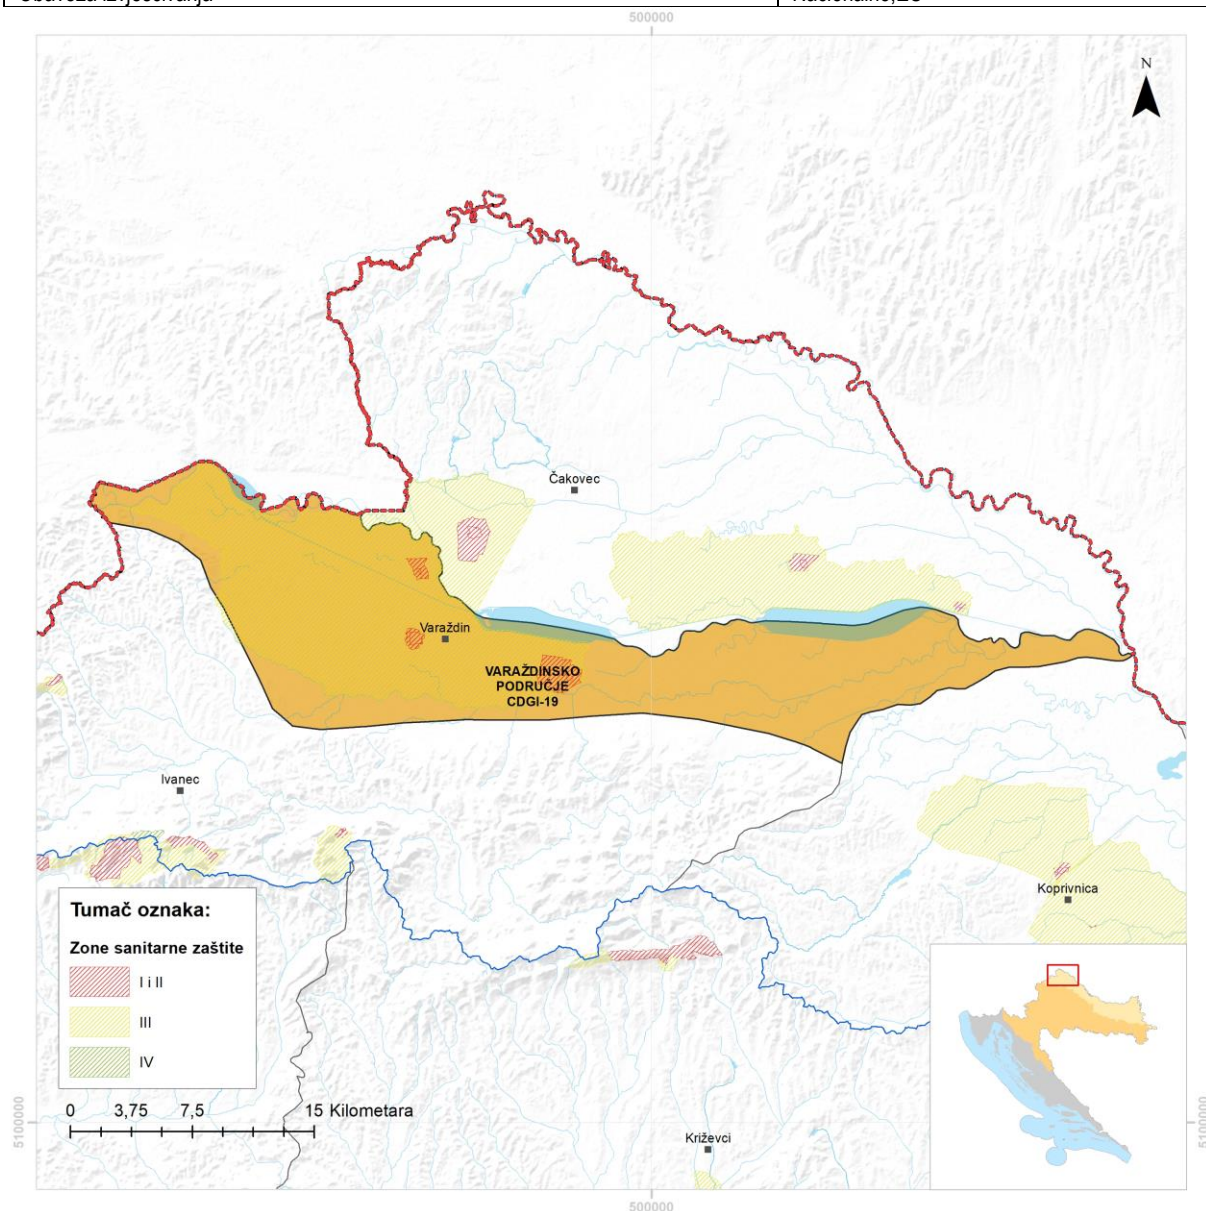 500000
N
Čakovec
Varaždin
VARAŽDINSKO
PODRUČJE
CDGI-19
Ivanec
Koprivnica
Tumač oznaka:
Zone sanitarne zaštite
I i II
III
IV
0 3,75 7,5 15 Kilometara
5100000
5100000
Križevci
500000